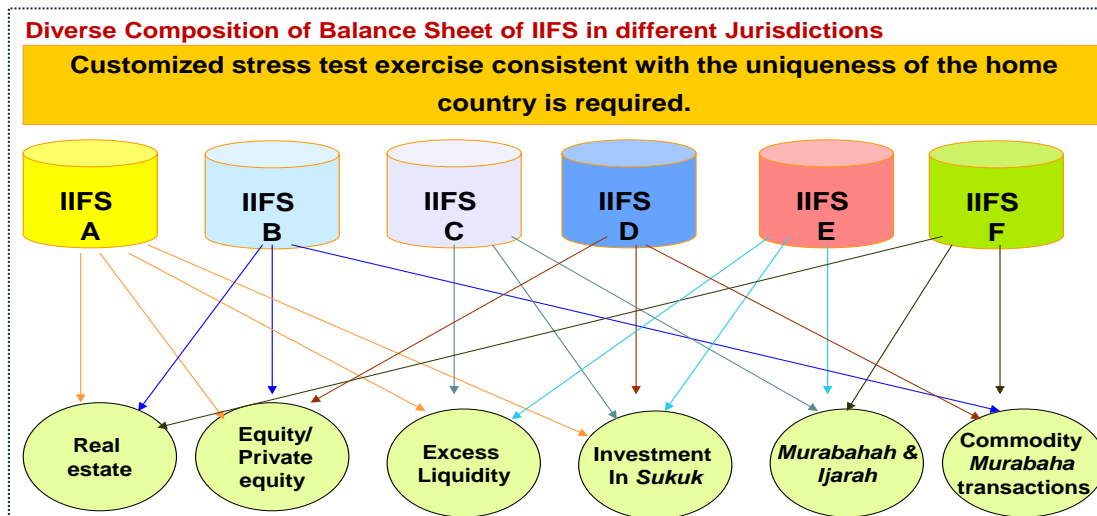 Diverse Composition of Balance Sheet of IIFS in different Jurisdictions
Customized stress test exercise consistent with the uniqueness of the home
country is required.
IIFS
A
IIFS
B
IIFS
C
IIFS
D
IIFS
E
IIFS
F
Real
estate
Equity/
Private
equity
Excess
Liquidity
Investment
In Sukuk
Murabahah &
Ijarah
Commodity
Murabaha
transactions